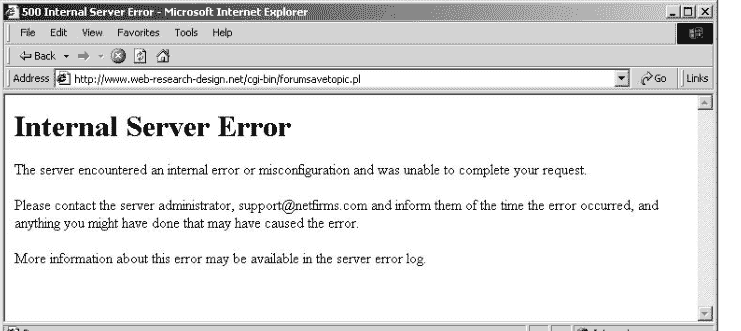 500 Internal Server Error - Microsoft Internet Explorer
File Edit View Favorites Tools Help
Back
Address http://www.web-research-design.net/cgi-bin/forumsavetopic.pl Go Links
Internal Server Error
The server encountered an internal error or misconfiguration and was unable to complete your request.
Please contact the server administrator, support@netfirms.com and inform them of the time the error occurred, and
anything you might have done that may have caused the error.
More information about this error may be available in the server error log.